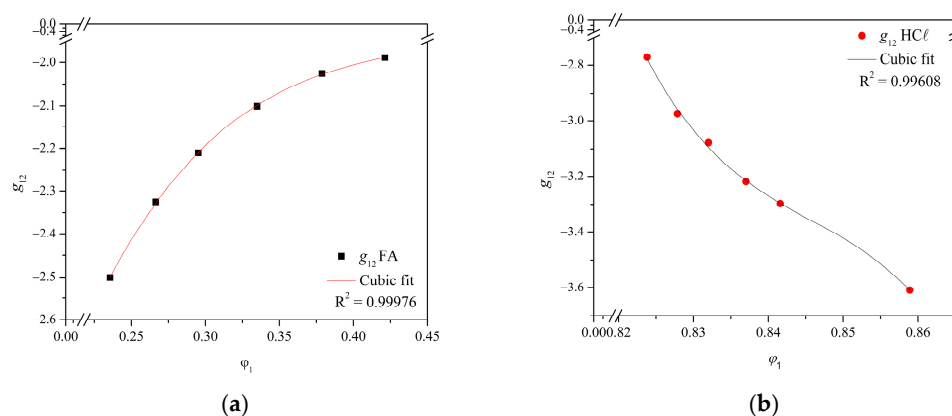 0.0
−0.4
−2.0
−2.1
−2.2
−2.3
−2.4
−2.5
2.6
g12
g12 FA
Cubic fit
R2 = 0.99976
0.00 0.25 0.30 0.35 0.40 0.45
φ1
(a)
0.0
−0.4
−2.8
−3.0
−3.2
−3.4
−3.6
g12
g12 HCℓ
Cubic fit
R2 = 0.99608
0.00 0.82 0.83 0.84 0.85 0.86
φ1
(b)